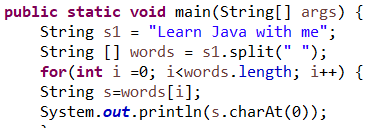 public static void main(String[] args) {
String s1 = "Learn Java with me";
String [] words = s1.split(" ");
for(int i =0; i<words.length; i++) {
String s=words[i];
System.out.println(s.charAt(0));
}